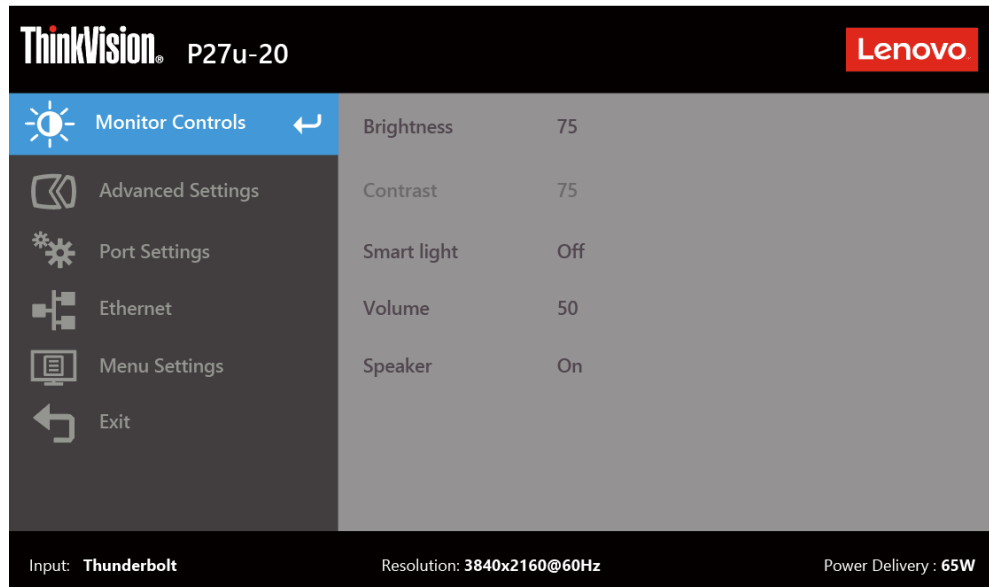 ThinkVision® P27u-20
Lenovo
Monitor Controls
Brightness 75
Advanced Settings
Contrast 75
Port Settings
Smart light Off
Ethernet
Volume 50
Menu Settings
Speaker On
Exit
Input: Thunderbolt
Resolution: 3840x2160@60Hz
Power Delivery : 65W